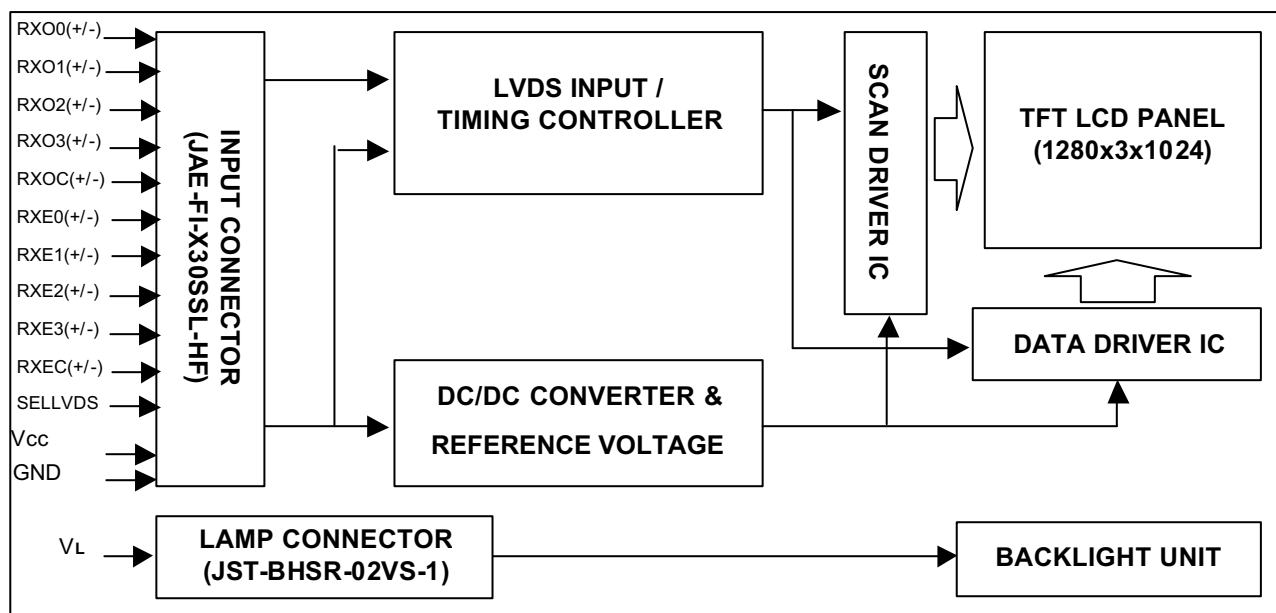 RXO0(+/-)
RXO1(+/-)
RXO2(+/-)
RXO3(+/-)
RXOC(+/-)
RXE0(+/-)
RXE1(+/-)
RXE2(+/-)
RXE3(+/-)
RXEC(+/-)
SELLVDS
Vcc
GND
INPUT CONNECTOR
(JAE-FI-X30SSL-HF)
LVDS INPUT /
TIMING CONTROLLER
SCAN DRIVER IC
TFT LCD PANEL
(1280x3x1024)
DATA DRIVER IC
DC/DC CONVERTER &
REFERENCE VOLTAGE
VL
LAMP CONNECTOR
(JST-BHSR-02VS-1)
BACKLIGHT UNIT